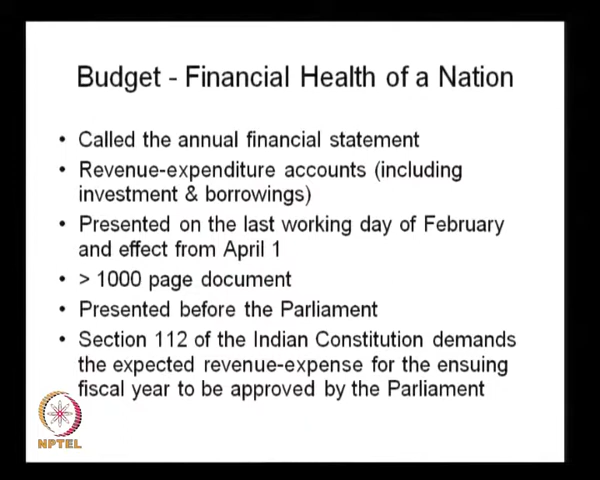 Budget - Financial Health of a Nation
• Called the annual financial statement
• Revenue-expenditure accounts (including
investment & borrowings)
• Presented on the last working day of February
and effect from April 1
• > 1000 page document
• Presented before the Parliament
• Section 112 of the Indian Constitution demands
the expected revenue-expense for the ensuing
fiscal year to be approved by the Parliament
NPTEL